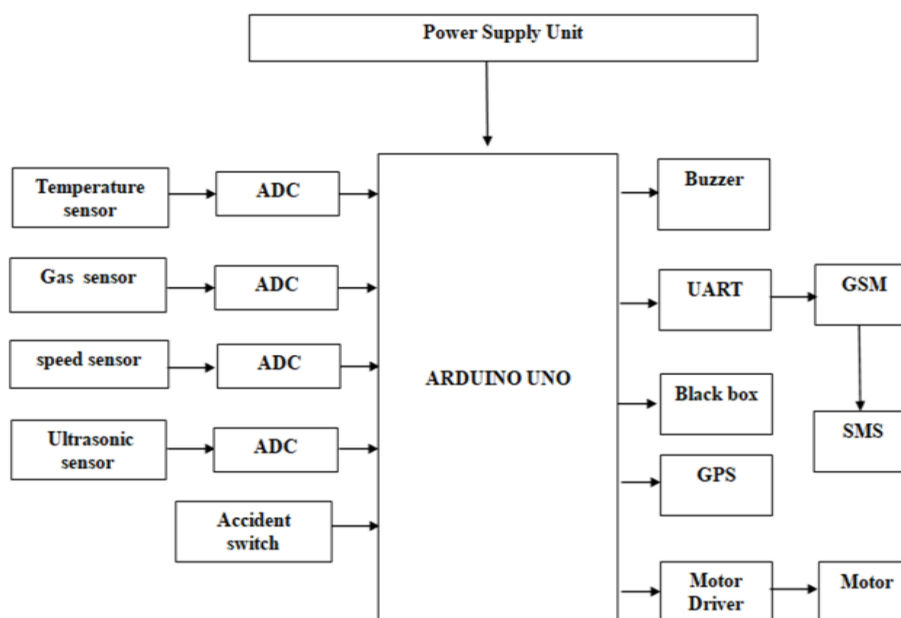 Power Supply Unit
Temperature
sensor
ADC
Gas sensor
ADC
speed sensor
ADC
Ultrasonic
sensor
ADC
Accident
switch
ARDUINO UNO
Buzzer
UART
GSM
SMS
Black box
GPS
Motor
Driver
Motor